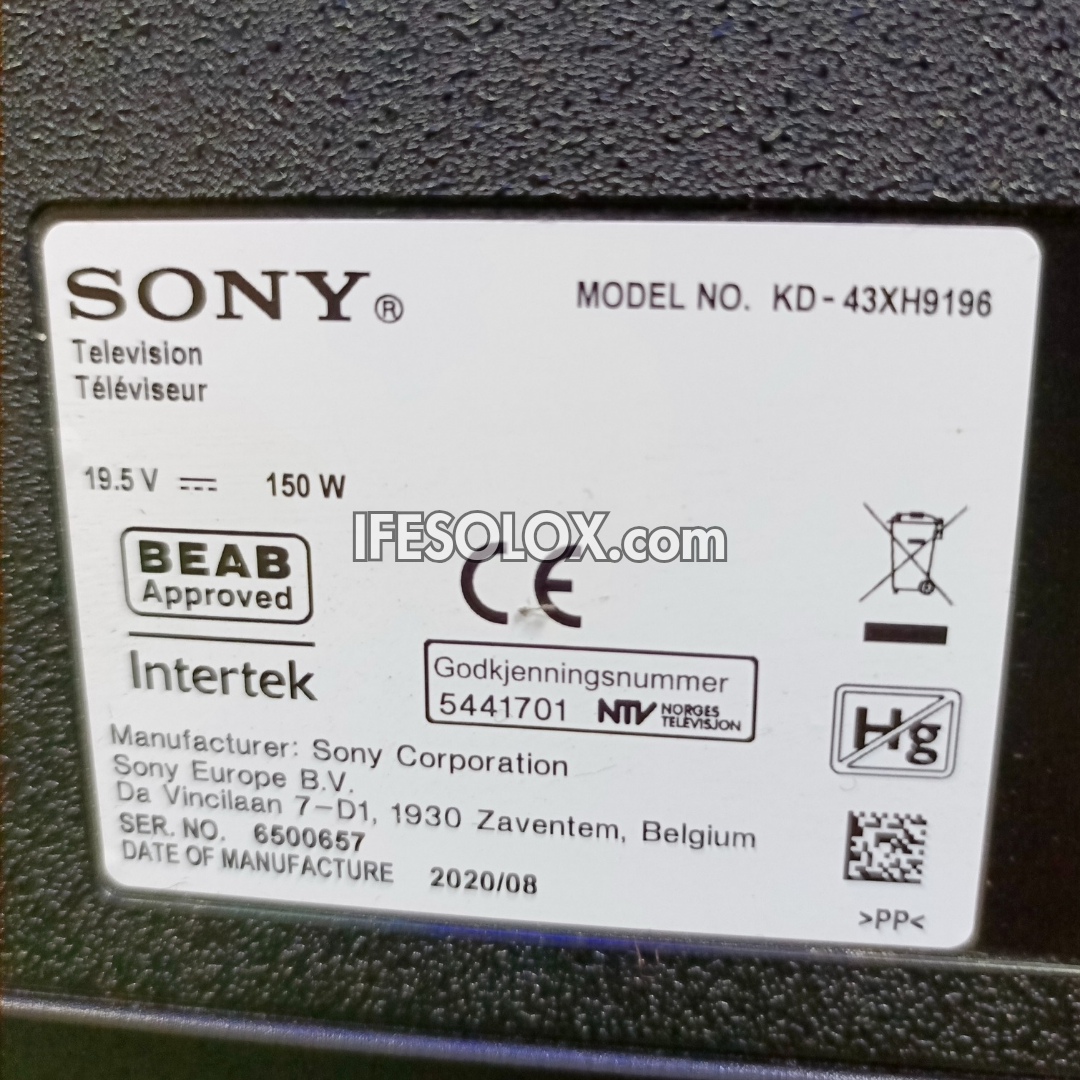 SONY®
MODEL NO. KD-43XH9196
Television
Téléviseur
19.5 V ⎓ 150 W
IFESOLOX.com
BEAB
Approved
CE
Intertek
Godkjenningsnummer
5441701 NTV NORGES TELEVISJON
Hg
Manufacturer: Sony Corporation
Sony Europe B.V.
Da Vincilaan 7-D1, 1930 Zaventem, Belgium
SER. NO. 6500657
DATE OF MANUFACTURE 2020/08
>PP<